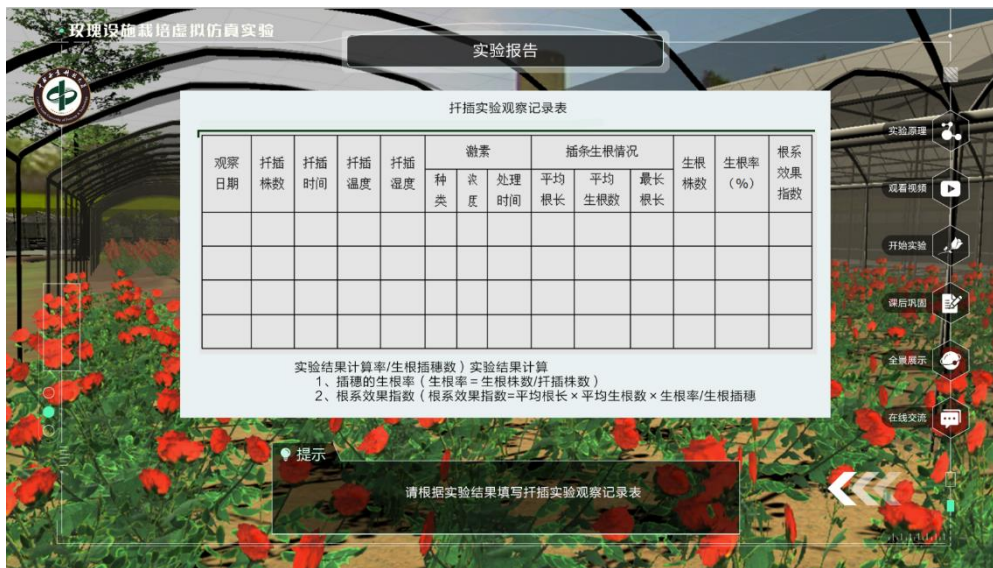 玫瑰设施栽培虚拟仿真实验
实验报告
扦插实验观察记录表
观察日期
扦插株数
扦插时间
扦插温度
扦插湿度
激素
种类
浓度
处理时间
插条生根情况
平均根长
平均生根数
最长根长
生根株数
生根率(%)
根系效果指数
实验结果计算率/生根插穗数)实验结果计算
1、插穗的生根率(生根率=生根株数/扦插株数)
2、根系效果指数(根系效果指数=平均根长×平均生根数×生根率/生根插穗
提示
请根据实验结果填写扦插实验观察记录表
实验原理
观看视频
开始实验
课后巩固
全景展示
在线交流